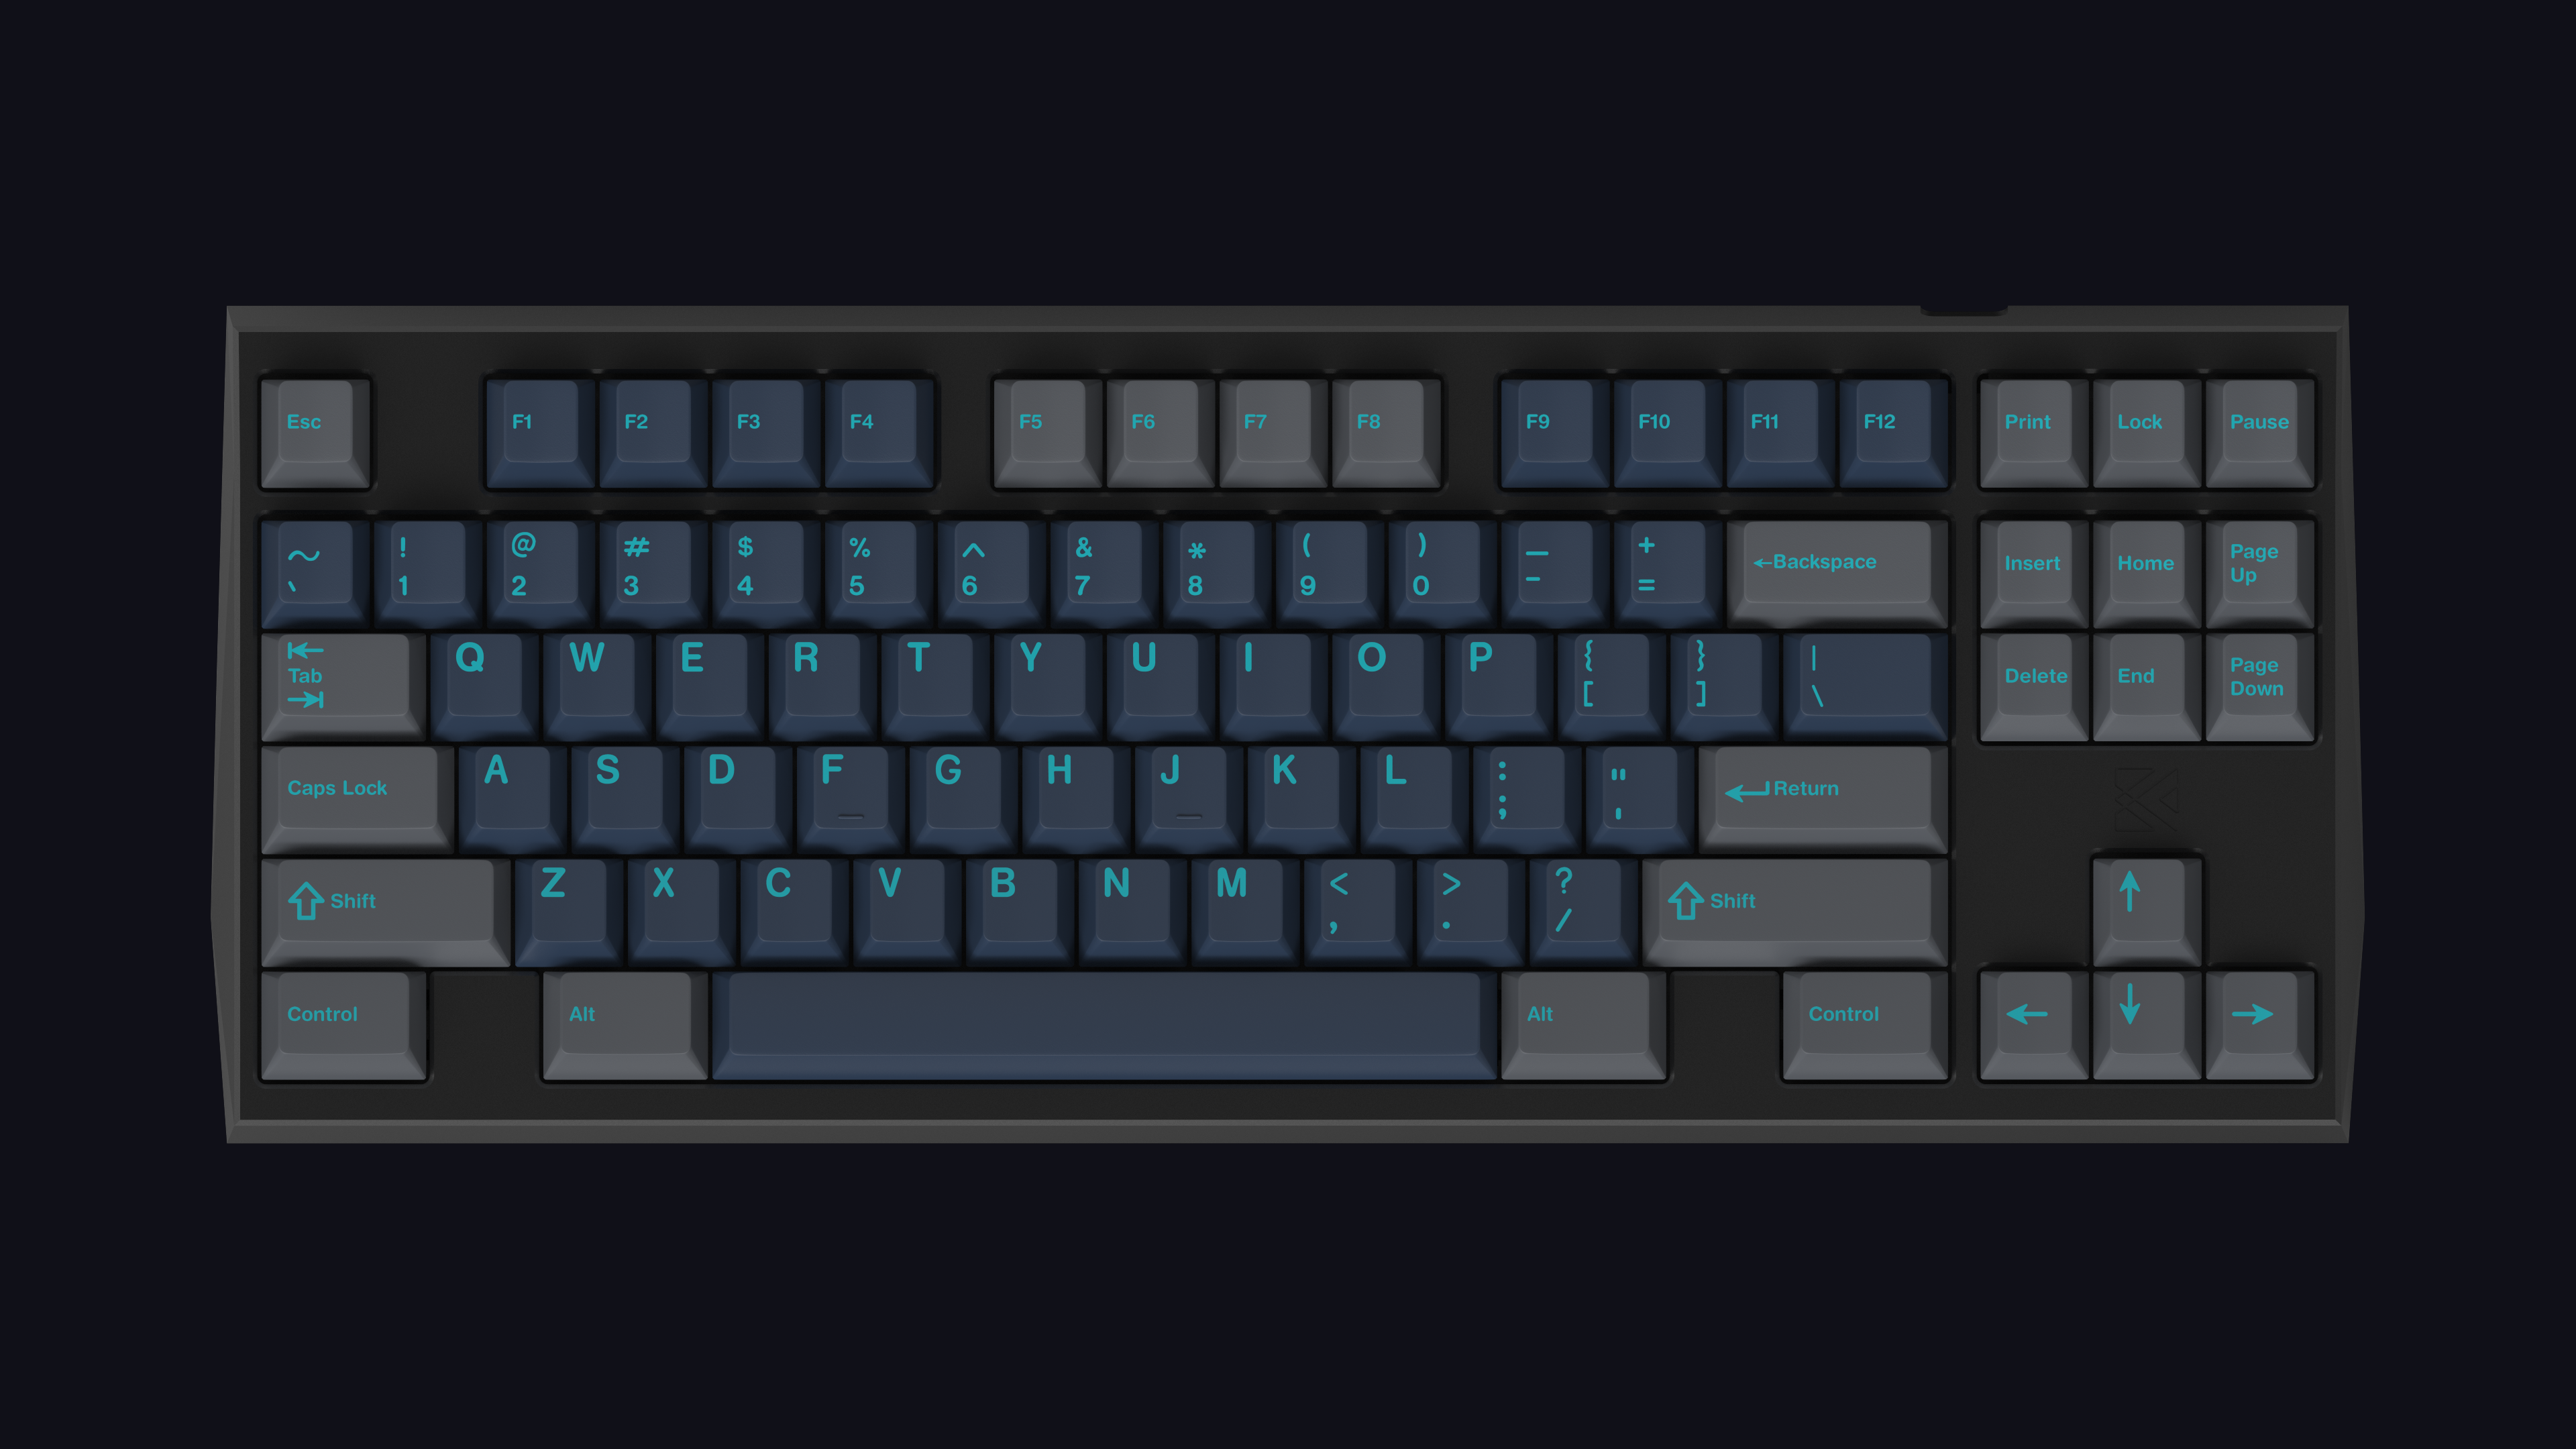 Esc F1 F2 F3 F4 F5 F6 F7 F8 F9 F10 F11 F12 Print Lock Pause
~ ` ! 1 @ 2 # 3 $ 4 % 5 ^ 6 & 7 * 8 ( 9 ) 0 _ - + = ←Backspace Insert Home Page Up
⇤ Tab ⇥ Q W E R T Y U I O P { [ } ] | \ Delete End Page Down
Caps Lock A S D F G H J K L : ; " ' ↵ Return
⇧ Shift Z X C V B N M < , > . ? / ⇧ Shift ↑
Control Alt Alt Control ← ↓ →